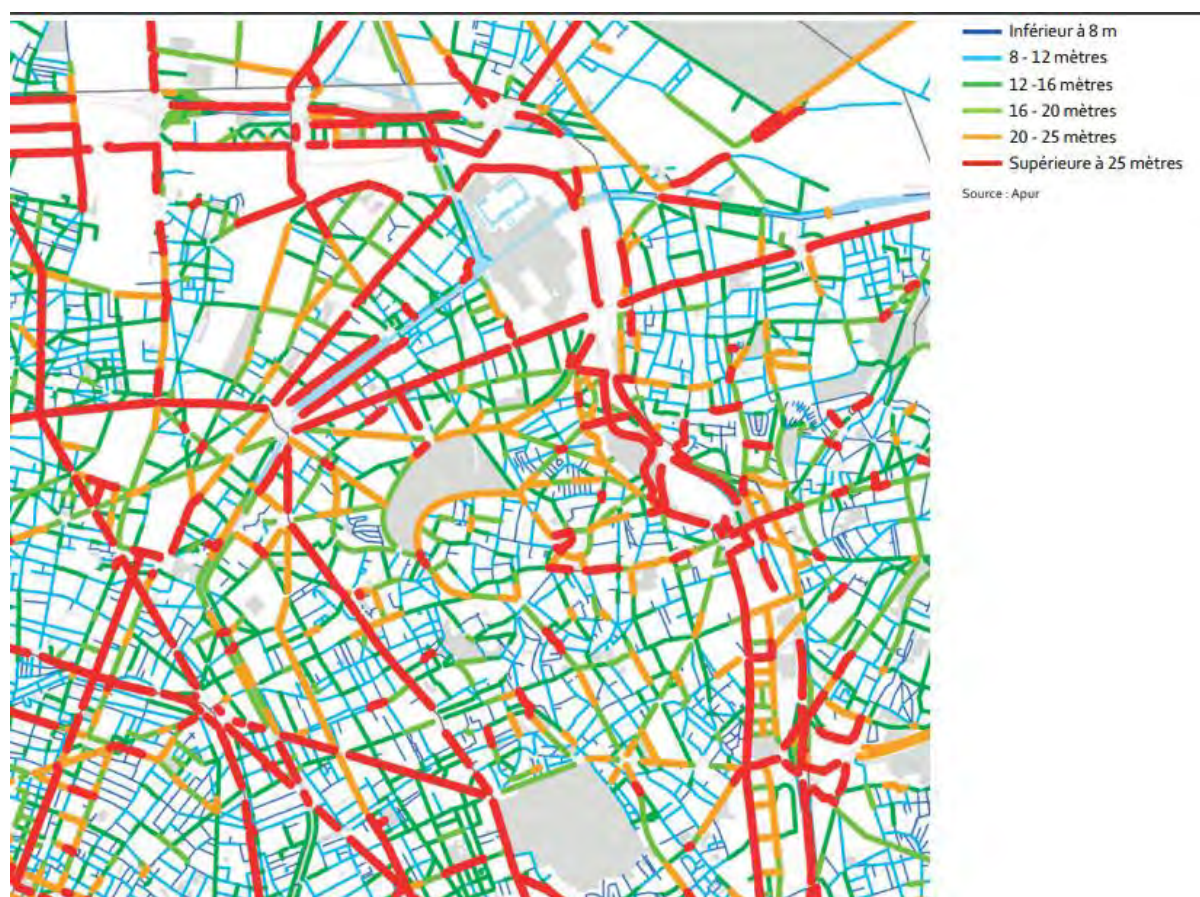 Inférieur à 8 m
8 - 12 mètres
12 -16 mètres
16 - 20 mètres
20 - 25 mètres
Supérieure à 25 mètres
Source : Apur